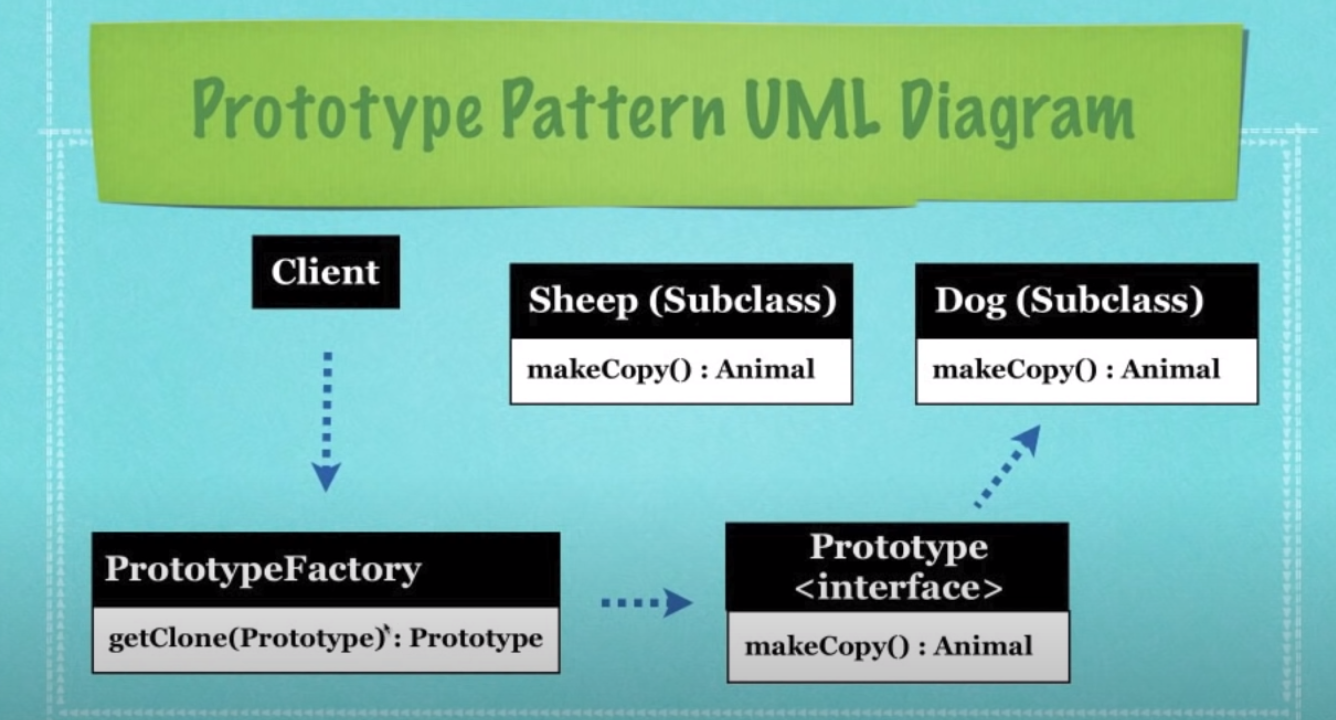 Prototype Pattern UML Diagram
Client
Sheep (Subclass)
makeCopy() : Animal
Dog (Subclass)
makeCopy() : Animal
PrototypeFactory
getClone(Prototype) : Prototype
Prototype
<interface>
makeCopy() : Animal